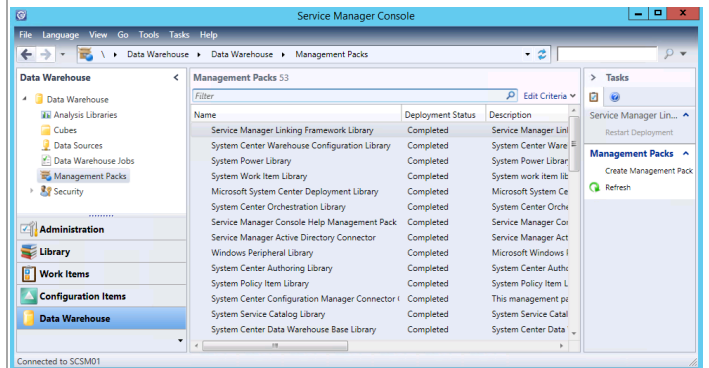 Service Manager Console
File Language View Go Tools Tasks Help
\ Data Warehouse Data Warehouse Management Packs
Data Warehouse
Data Warehouse
Analysis Libraries
Cubes
Data Sources
Data Warehouse Jobs
Management Packs
Security
Administration
Library
Work Items
Configuration Items
Data Warehouse
Management Packs 53
Filter Edit Criteria
Name Deployment Status Description
Service Manager Linking Framework Library Completed Service Manager Linl
System Center Warehouse Configuration Library Completed System Center Ware
System Power Library Completed System Power Librar
System Work Item Library Completed System work item lib
Microsoft System Center Deployment Library Completed Microsoft System Ce
System Center Orchestration Library Completed System Center Orche
Service Manager Console Help Management Pack Completed Service Manager Cor
Service Manager Active Directory Connector Completed Service Manager Act
Windows Peripheral Library Completed Microsoft Windows
System Center Authoring Library Completed System Center Autho
System Policy Item Library Completed System Policy Item L
System Center Configuration Manager Connector ( Completed This management pa
System Service Catalog Library Completed System Service Catal
System Center Data Warehouse Base Library Completed System Center Data
Tasks
Service Manager Lin...
Restart Deployment
Management Packs
Create Management Pack
Refresh
Connected to SCSM01